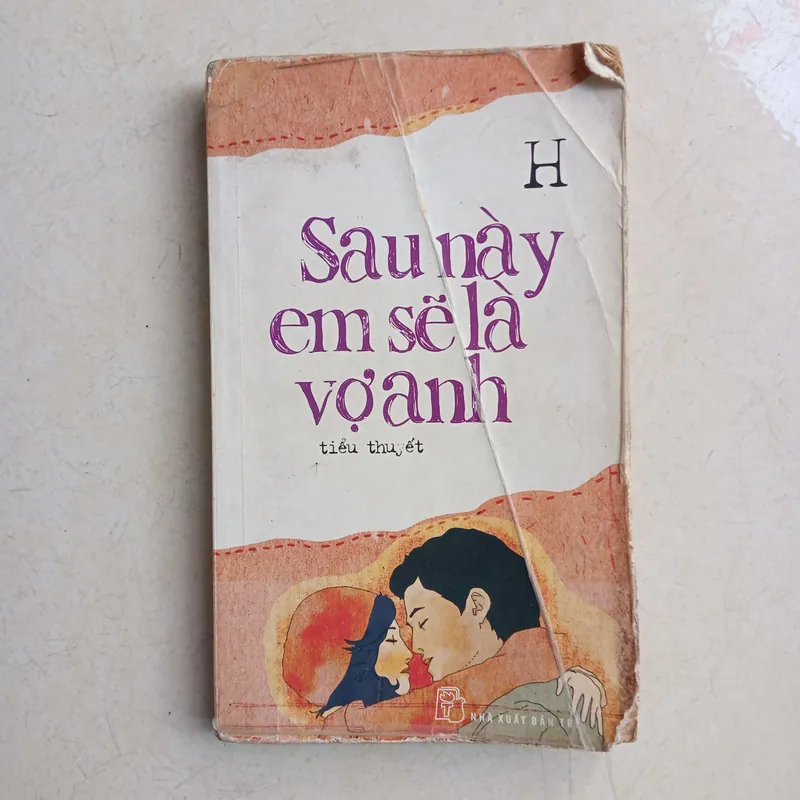 H
Sau này
em sẽ là
vợ anh
tiểu thuyết
T
NHÀ XUẤT BẢN TRẺ